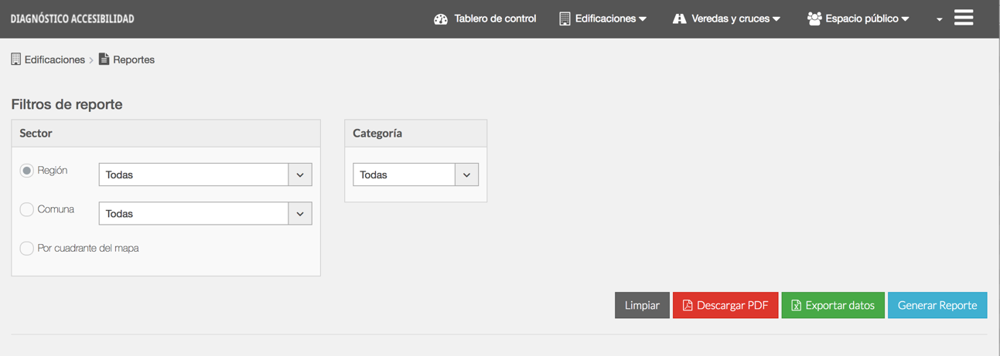 DIAGNÓSTICO ACCESIBILIDAD Tablero de control Edificaciones Veredas y cruces Espacio público
Edificaciones > Reportes
Filtros de reporte
Sector Categoría
Región Todas Todas
Comuna Todas
Por cuadrante del mapa
Limpiar Descargar PDF Exportar datos Generar Reporte